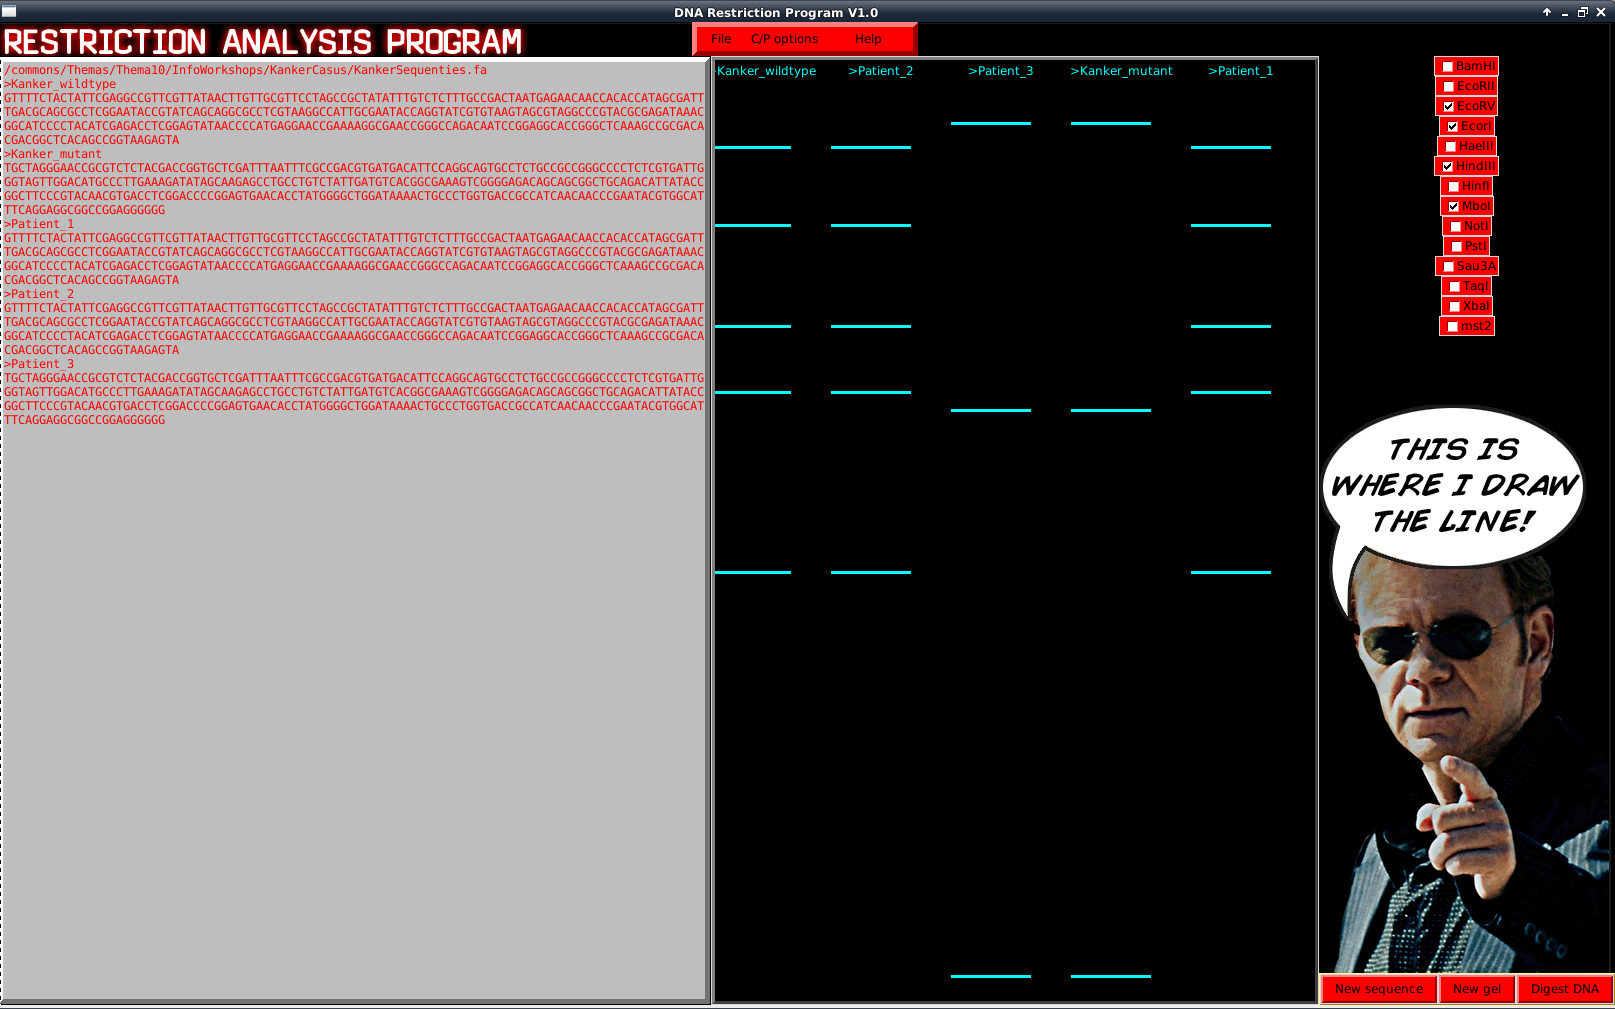 DNA Restriction Program V1.0
RESTRICTION ANALYSIS PROGRAM
File C/P options Help
/commons/Themas/Thema10/InfoWorkshops/KankerCasus/KankerSequenties.fa
>Kanker_wildtype
GTTTTCTACTATTCGAGGCCGTTCGTTATAACTTGTTGCGTTCCTAGCCGCTATATTTGTCTCTTTGCCGACTAATGAGAACAACCACACCATAGCGATT
TGACGCAGCGCCTCGGAATACCGTATCAGCAGGCGCCTCGTAAGGCCATTGCGAATACCAGGTATCGTGTAAGTAGCGTAGGCCCGTACGCGAGATAAAC
GGCATCCCCTACATCGAGACCTCGGAGTATAACCCCATGAGGAACCGAAAAGGCGAACCGGGCCAGACAATCCGGAGGCACCGGGCTCAAAGCCGCGACA
CGACGGCTCACAGCCGGTAAGAGTA
>Kanker_mutant
TGCTAGGGAACCGCGTCTCTACGACCGGTGCTCGATTTAATTTCGCCGACGTGATGACATTCCAGGCAGTGCCTCTGCCGCCGGGCCCCTCTCGTGATTG
GGTAGTTGGACATGCCCTTGAAAGATATAGCAAGAGCCTGCCTGTCTATTGATGTCACGGCGAAAGTCGGGGAGACAGCAGCGGCTGCAGACATTATACC
GGCTTCCCGTACAACGTGACCTCGGACCCCGGAGTGAACACCTATGGGGCTGGATAAAACTGCCCTGGTGACCGCCATCAACAACCCGAATACGTGGCAT
TTCAGGAGGCGGCCGGAGGGGGG
>Patient_1
GTTTTCTACTATTCGAGGCCGTTCGTTATAACTTGTTGCGTTCCTAGCCGCTATATTTGTCTCTTTGCCGACTAATGAGAACAACCACACCATAGCGATT
TGACGCAGCGCCTCGGAATACCGTATCAGCAGGCGCCTCGTAAGGCCATTGCGAATACCAGGTATCGTGTAAGTAGCGTAGGCCCGTACGCGAGATAAAC
GGCATCCCCTACATCGAGACCTCGGAGTATAACCCCATGAGGAACCGAAAAGGCGAACCGGGCCAGACAATCCGGAGGCACCGGGCTCAAAGCCGCGACA
CGACGGCTCACAGCCGGTAAGAGTA
>Patient_2
GTTTTCTACTATTCGAGGCCGTTCGTTATAACTTGTTGCGTTCCTAGCCGCTATATTTGTCTCTTTGCCGACTAATGAGAACAACCACACCATAGCGATT
TGACGCAGCGCCTCGGAATACCGTATCAGCAGGCGCCTCGTAAGGCCATTGCGAATACCAGGTATCGTGTAAGTAGCGTAGGCCCGTACGCGAGATAAAC
GGCATCCCCTACATCGAGACCTCGGAGTATAACCCCATGAGGAACCGAAAAGGCGAACCGGGCCAGACAATCCGGAGGCACCGGGCTCAAAGCCGCGACA
CGACGGCTCACAGCCGGTAAGAGTA
>Patient_3
TGCTAGGGAACCGCGTCTCTACGACCGGTGCTCGATTTAATTTCGCCGACGTGATGACATTCCAGGCAGTGCCTCTGCCGCCGGGCCCCTCTCGTGATTG
GGTAGTTGGACATGCCCTTGAAAGATATAGCAAGAGCCTGCCTGTCTATTGATGTCACGGCGAAAGTCGGGGAGACAGCAGCGGCTGCAGACATTATACC
GGCTTCCCGTACAACGTGACCTCGGACCCCGGAGTGAACACCTATGGGGCTGGATAAAACTGCCCTGGTGACCGCCATCAACAACCCGAATACGTGGCAT
TTCAGGAGGCGGCCGGAGGGGGG
Kanker_wildtype >Patient_2 >Patient_3 >Kanker_mutant >Patient_1
BamHI
EcoRII
EcoRV
EcorI
HaeIII
HindIII
HinfI
MboI
NotI
PstI
Sau3A
TaqI
XbaI
mst2
THIS IS
WHERE I DRAW
THE LINE!
New sequence New gel Digest DNA